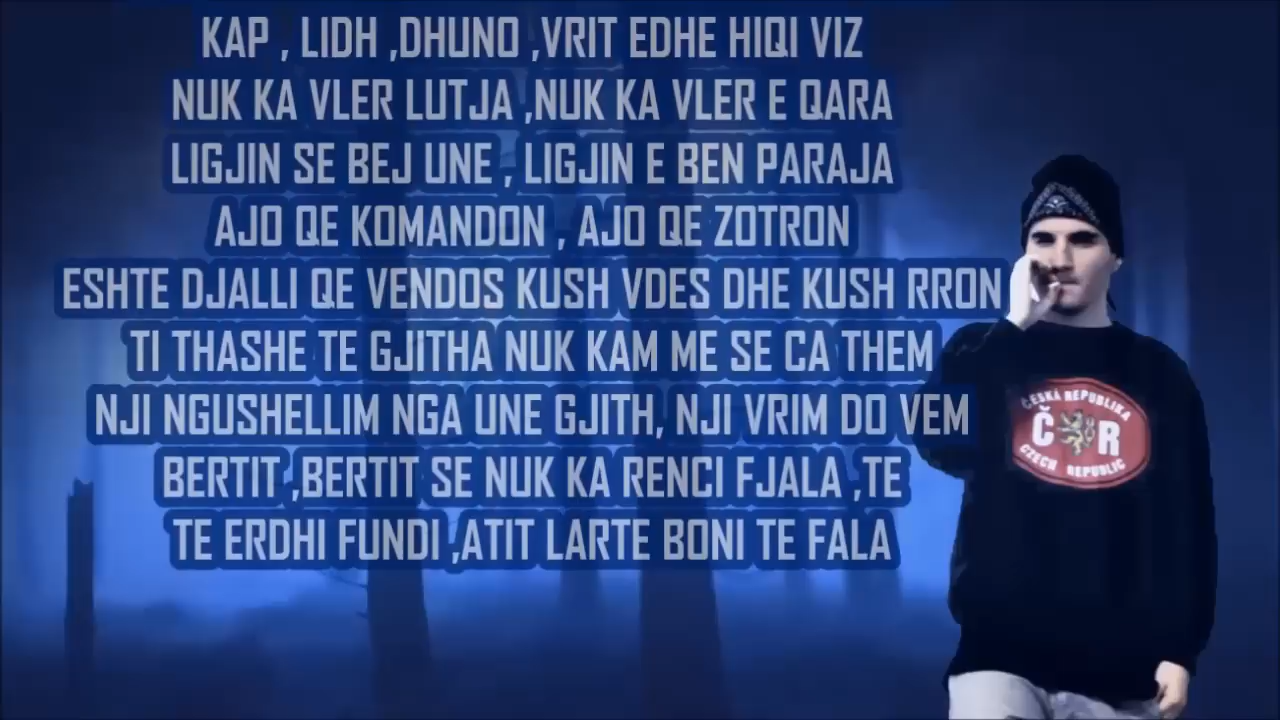 KAP , LIDH ,DHUNO ,VRIT EDHE HIQI VIZ
NUK KA VLER LUTJA ,NUK KA VLER E QARA
LIGJIN SE BEJ UNE , LIGJIN E BEN PARAJA
AJO QE KOMANDON , AJO QE ZOTRON
ESHTE DJALLI QE VENDOS KUSH VDES DHE KUSH RRON
TI THASHE TE GJITHA NUK KAM ME SE CA THEM
NJI NGUSHELLIM NGA UNE GJITH, NJI VRIM DO VEM
BERTIT ,BERTIT SE NUK KA RENCI FJALA ,TE
TE ERDHI FUNDI ,ATIT LARTE BONI TE FALA
ČESKÁ REPUBLIKA
Č R
CZECH REPUBLIC